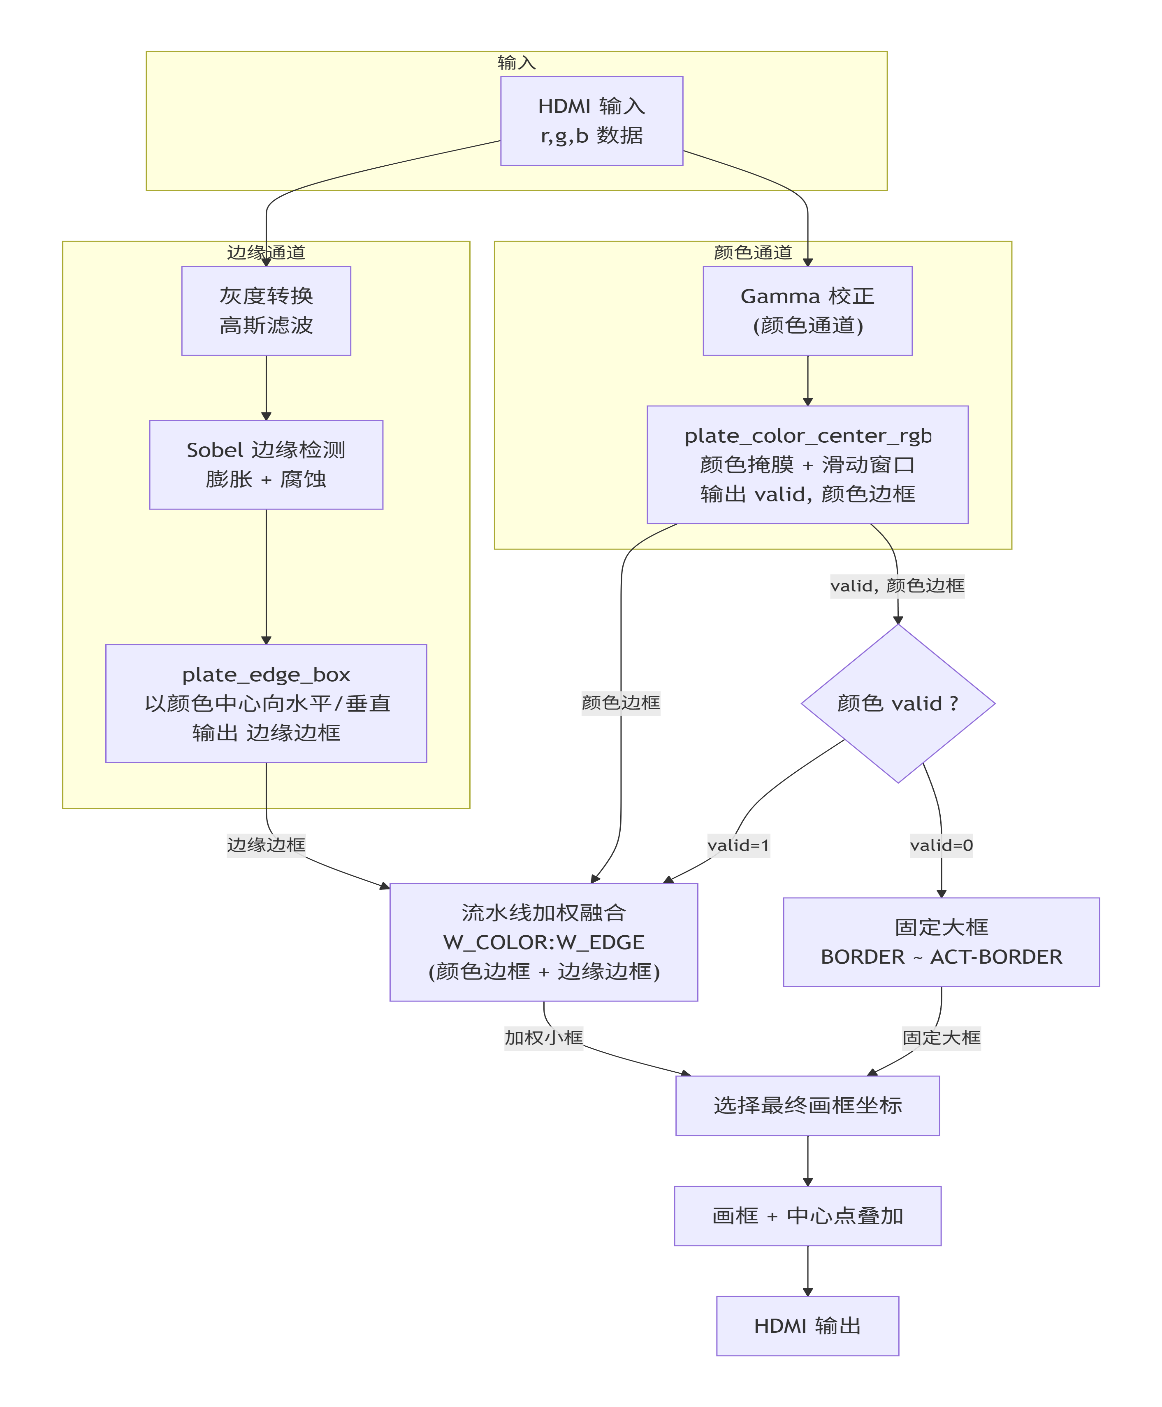 输入
HDMI 输入
r,g,b 数据
边缘通道
灰度转换
高斯滤波
Sobel 边缘检测
膨胀 + 腐蚀
plate_edge_box
以颜色中心向水平/垂直
输出 边缘边框
颜色通道
Gamma 校正
(颜色通道)
plate_color_center_rgb
颜色掩膜 + 滑动窗口
输出 valid, 颜色边框
valid, 颜色边框
颜色边框
颜色 valid ?
边缘边框
valid=1
valid=0
流水线加权融合
W_COLOR:W_EDGE
(颜色边框 + 边缘边框)
固定大框
BORDER ~ ACT-BORDER
加权小框
固定大框
选择最终画框坐标
画框 + 中心点叠加
HDMI 输出